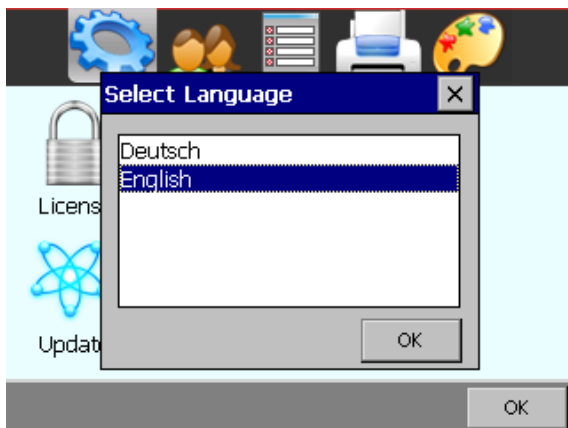 Select Language
Deutsch
English
Licens
Updat
OK
OK